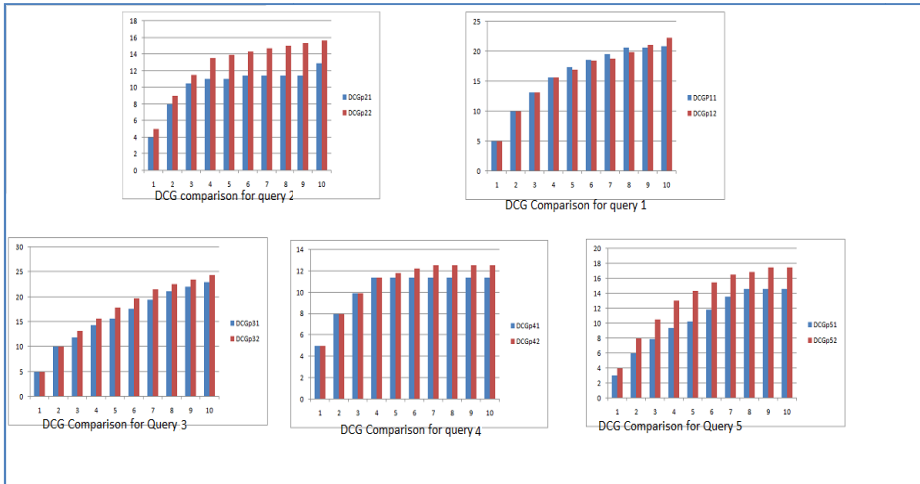 18
16
14
12
10
8
6
4
2
0
1 2 3 4 5 6 7 8 9 10
DCGp21
DCGp22
DCG comparison for query 2
25
20
15
10
5
0
1 2 3 4 5 6 7 8 9 10
DCGP11
DCGp12
DCG Comparison for query 1
30
25
20
15
10
5
0
1 2 3 4 5 6 7 8 9 10
DCGp31
DCGp32
DCG Comparison for Query 3
14
12
10
8
6
4
2
0
1 2 3 4 5 6 7 8 9 10
DCGp41
DCGp42
DCG Comparison for query 4
20
18
16
14
12
10
8
6
4
2
0
1 2 3 4 5 6 7 8 9 10
DCGp51
DCGp52
DCG Comparison for Query 5